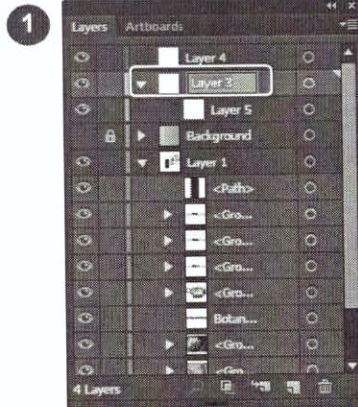 1
Layers Artboards
Layer 4
Layer 3
Layer 5
Background
Layer 1
<Path>
<Gro...
<Gro...
<Gro...
<Gro...
Botan...
<Gro...
<Gro...
4 Layers